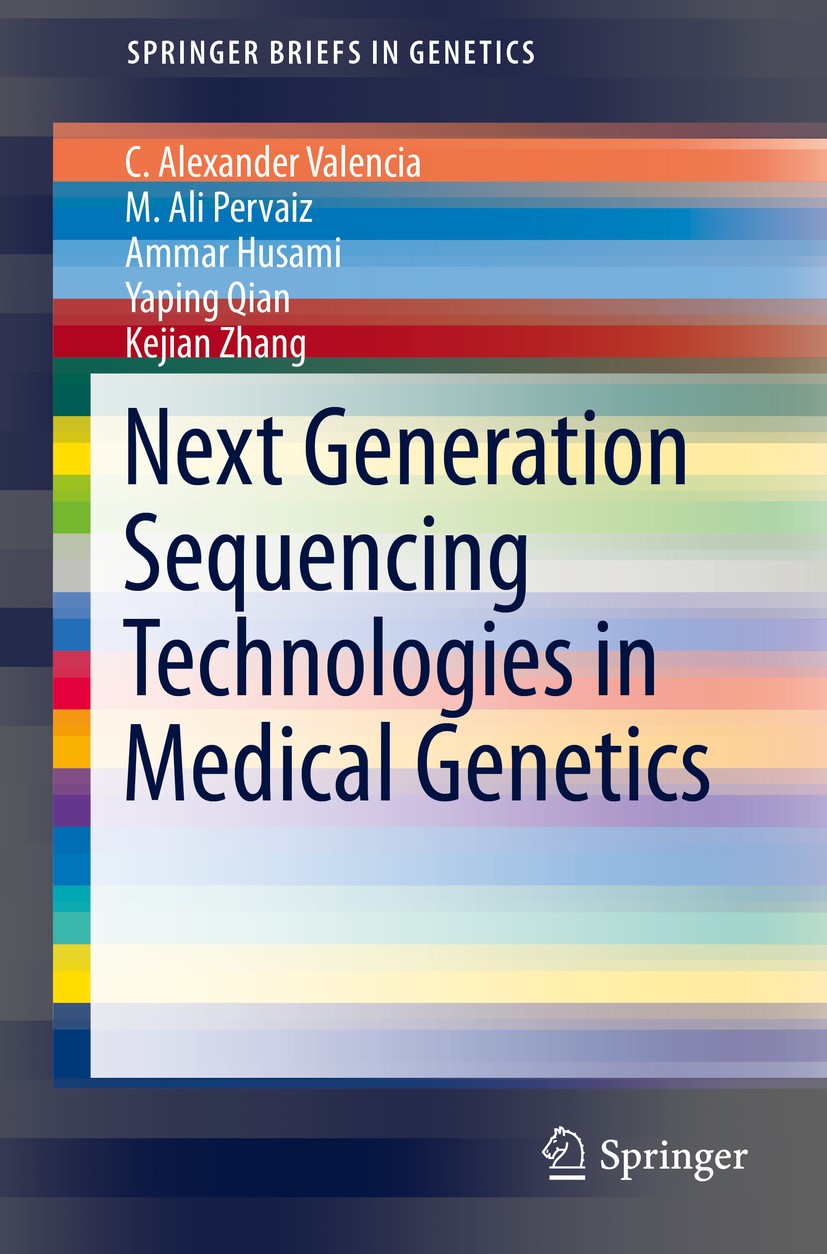 SPRINGER BRIEFS IN GENETICS
C. Alexander Valencia
M. Ali Pervaiz
Ammar Husami
Yaping Qian
Kejian Zhang
Next Generation
Sequencing
Technologies in
Medical Genetics
Springer